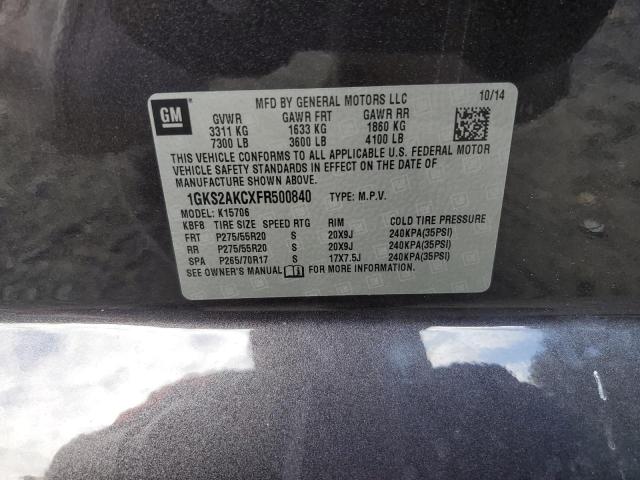 GM
MFD BY GENERAL MOTORS LLC 10/14
GVWR GAWR FRT GAWR RR
3311 KG 1633 KG 1860 KG
7300 LB 3600 LB 4100 LB
THIS VEHICLE CONFORMS TO ALL APPLICABLE U.S. FEDERAL MOTOR
VEHICLE SAFETY STANDARDS IN EFFECT ON THE DATE OF
MANUFACTURE SHOWN ABOVE.
1GKS2AKCXFR500840 TYPE: M.P.V.
MODEL: K15706
KBF8 TIRE SIZE SPEED RTG RIM COLD TIRE PRESSURE
FRT P275/55R20 S 20X9J 240KPA(35PSI)
RR P275/55R20 S 20X9J 240KPA(35PSI)
SPA P265/70R17 S 17X7.5J 240KPA(35PSI)
SEE OWNER'S MANUAL FOR MORE INFORMATION.